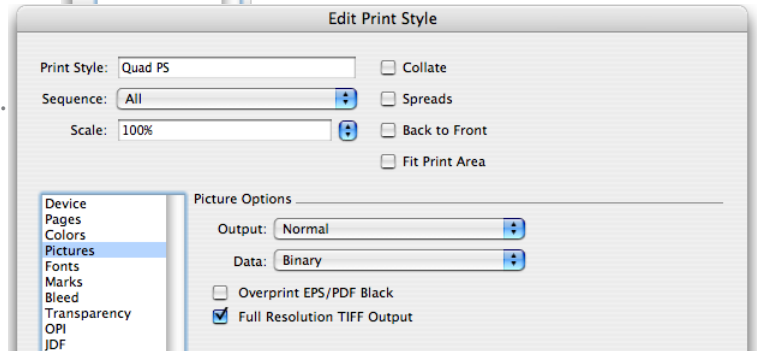 Edit Print Style
Print Style: Quad PS
Collate
Sequence: All
Spreads
Scale: 100%
Back to Front
Fit Print Area
Device
Pages
Colors
Pictures
Fonts
Marks
Bleed
Transparency
OPI
JDF
Picture Options
Output: Normal
Data: Binary
Overprint EPS/PDF Black
Full Resolution TIFF Output